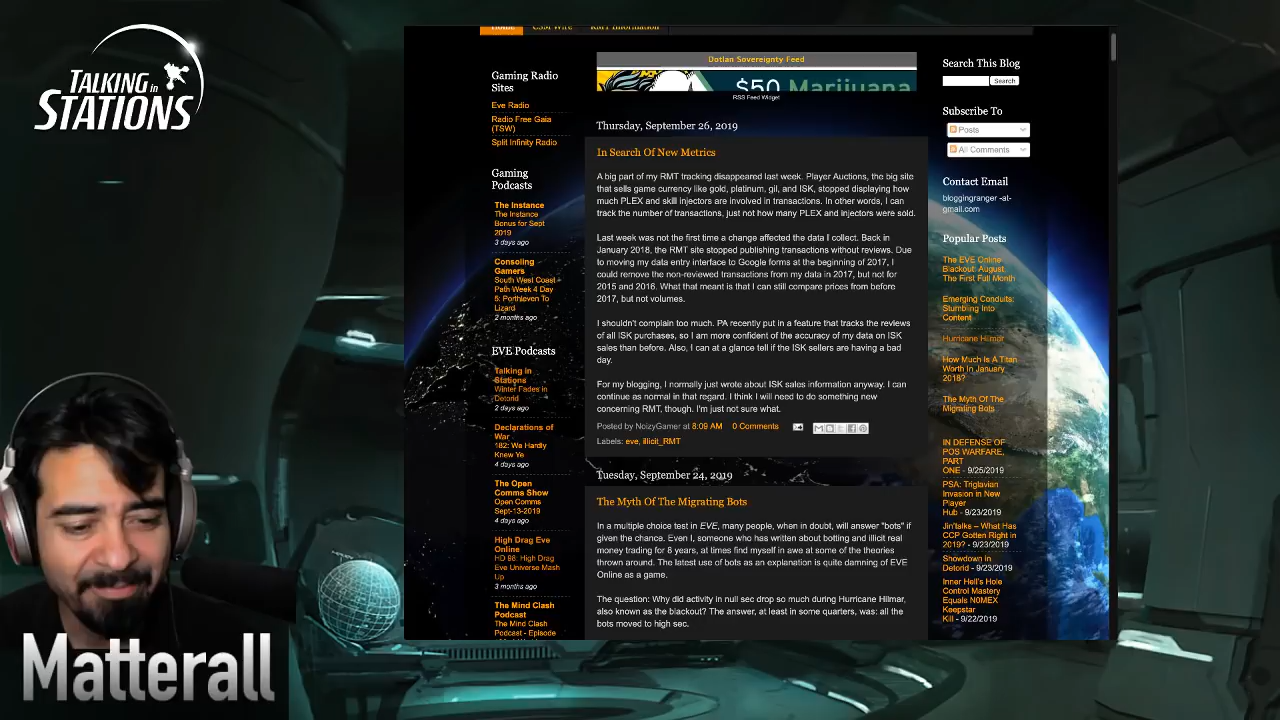 TALKING in
STATIONS
Home
CSM Wire
RMT Information
Gaming Radio
Sites
Eve Radio
Radio Free Gaia
(TSW)
Split Infinity Radio
Gaming
Podcasts
The Instance
The Instance
Bonus for Sept
2019
3 days ago
Consoling
Gamers
South West Coast
Path Week 4 Day
5: Porthleven To
Lizard
2 months ago
EVE Podcasts
Talking in
Stations
Winter Fades in
Detorid
2 days ago
Declarations of
War
182: We Hardly
Knew Ye
4 days ago
The Open
Comms Show
Open Comms
Sept-13-2019
4 days ago
High Drag Eve
Online
HD 98: High Drag
Eve Universe Mash
Up
3 months ago
The Mind Clash
Podcast
The Mind Clash
Podcast - Episode
Dotlan Sovereignty Feed
$50 Marijuana
RSS Feed Widget
Thursday, September 26, 2019
In Search Of New Metrics
A big part of my RMT tracking disappeared last week. Player Auctions, the big site
that sells game currency like gold, platinum, gil, and ISK, stopped displaying how
much PLEX and skill injectors are involved in transactions. In other words, I can
track the number of transactions, just not how many PLEX and injectors were sold.
Last week was not the first time a change affected the data I collect. Back in
January 2018, the RMT site stopped publishing transactions without reviews. Due
to moving my data entry interface to Google forms at the beginning of 2017, I
could remove the non-reviewed transactions from my data in 2017, but not for
2015 and 2016. What that meant is that I can still compare prices from before
2017, but not volumes.
I shouldn't complain too much. PA recently put in a feature that tracks the reviews
of all ISK purchases, so I am more confident of the accuracy of my data on ISK
sales than before. Also, I can at a glance tell if the ISK sellers are having a bad
day.
For my blogging, I normally just wrote about ISK sales information anyway. I can
continue as normal in that regard. I think I will need to do something new
concerning RMT, though. I'm just not sure what.
Posted by NoizyGamer at 8:09 AM 0 Comments
Labels: eve, illicit_RMT
Tuesday, September 24, 2019
The Myth Of The Migrating Bots
In a multiple choice test in EVE, many people, when in doubt, will answer "bots" if
given the chance. Even I, someone who has written about botting and illicit real
money trading for 8 years, at times find myself in awe at some of the theories
thrown around. The latest use of bots as an explanation is quite damning of EVE
Online as a game.
The question: Why did activity in null sec drop so much during Hurricane Hilmar,
also known as the blackout? The answer, at least in some quarters, was: all the
bots moved to high sec.
Search This Blog
Search
Subscribe To
Posts
All Comments
Contact Email
bloggingranger -at-
gmail.com
Popular Posts
The EVE Online
Blackout: August,
The First Full Month
Emerging Conduits:
Stumbling Into
Content
Hurricane Hilmar
How Much Is A Titan
Worth In January
2018?
The Myth Of The
Migrating Bots
IN DEFENSE OF
POS WARFARE,
PART
ONE - 9/25/2019
PSA: Triglavian
Invasion in New
Player
Hub - 9/23/2019
Jin'talks – What Has
CCP Gotten Right in
2019? - 9/23/2019
Showdown In
Detorid - 9/23/2019
Inner Hell's Hole
Control Mastery
Equals N0MEX
Keepstar
Kill - 9/22/2019
Matterall